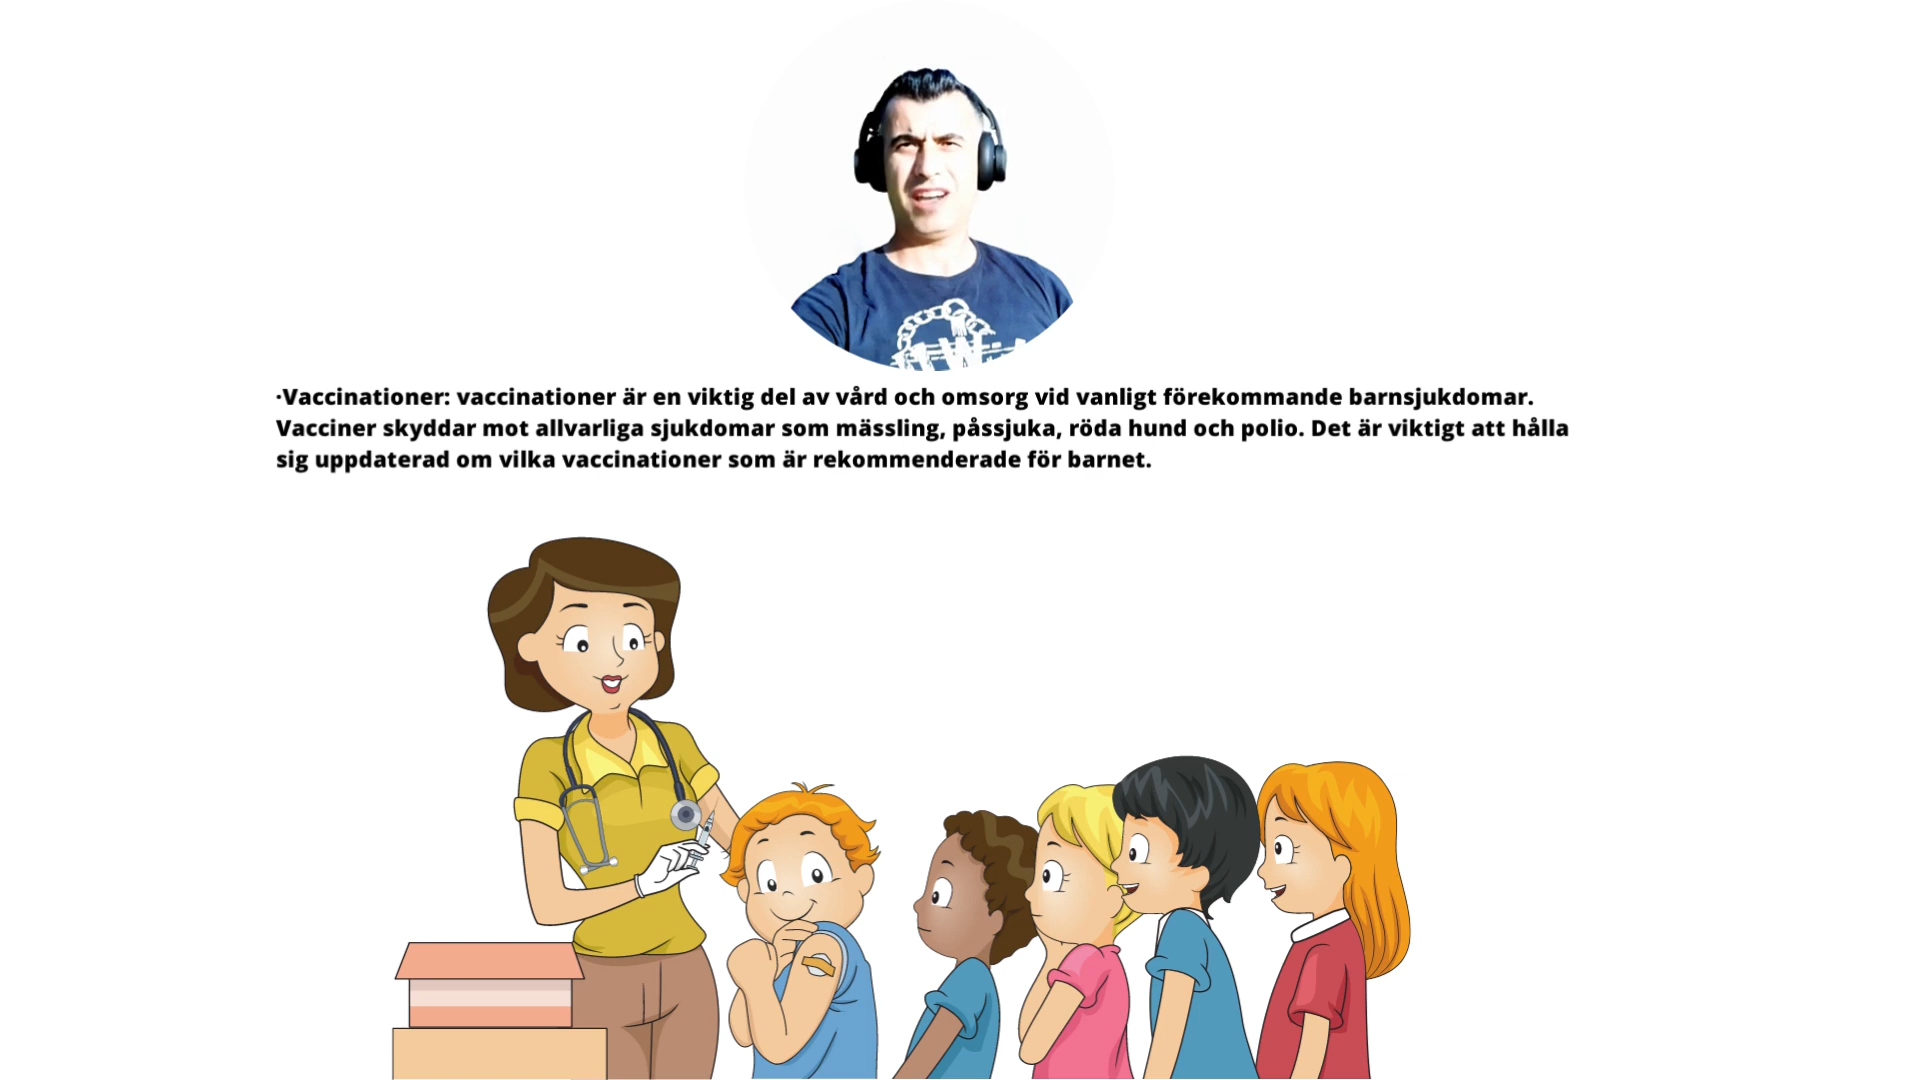 ·Vaccinationer: vaccinationer är en viktig del av vård och omsorg vid vanligt förekommande barnsjukdomar.
Vacciner skyddar mot allvarliga sjukdomar som mässling, påssjuka, röda hund och polio. Det är viktigt att hålla
sig uppdaterad om vilka vaccinationer som är rekommenderade för barnet.